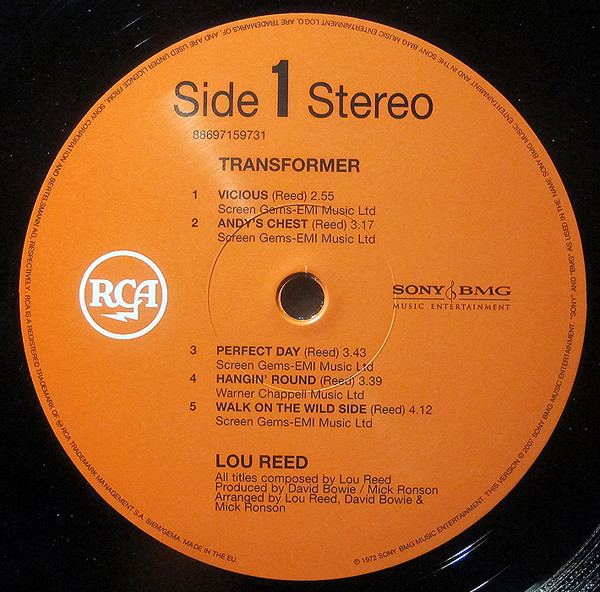 Side 1 Stereo
88697159731
TRANSFORMER
1 VICIOUS (Reed) 2.55
Screen Gems-EMI Music Ltd
2 ANDY'S CHEST (Reed) 3.17
Screen Gems-EMI Music Ltd
RCA
SONY BMG
MUSIC ENTERTAINMENT
3 PERFECT DAY (Reed) 3.43
Screen Gems-EMI Music Ltd
4 HANGIN' ROUND (Reed) 3.39
Warner Chappell Music Ltd
5 WALK ON THE WILD SIDE (Reed) 4.12
Screen Gems-EMI Music Ltd
LOU REED
All titles composed by Lou Reed
Produced by David Bowie / Mick Ronson
Arranged by Lou Reed, David Bowie &
Mick Ronson
℗ 1972 SONY BMG MUSIC ENTERTAINMENT. THIS VERSION © 2007 SONY BMG MUSIC ENTERTAINMENT. "SONY" AND "BMG" AS USED IN THE NAME SONY BMG MUSIC ENTERTAINMENT AND IN THE SONY BMG MUSIC ENTERTAINMENT LOGO, ARE TRADEMARKS OF, AND ARE USED UNDER LICENCE FROM, SONY CORPORATION AND BERTELSMANN AG, RESPECTIVELY. RCA IS A REGISTERED TRADEMARK OF RCA TRADEMARK MANAGEMENT S.A. BIEM/GEMA. MADE IN THE EU.